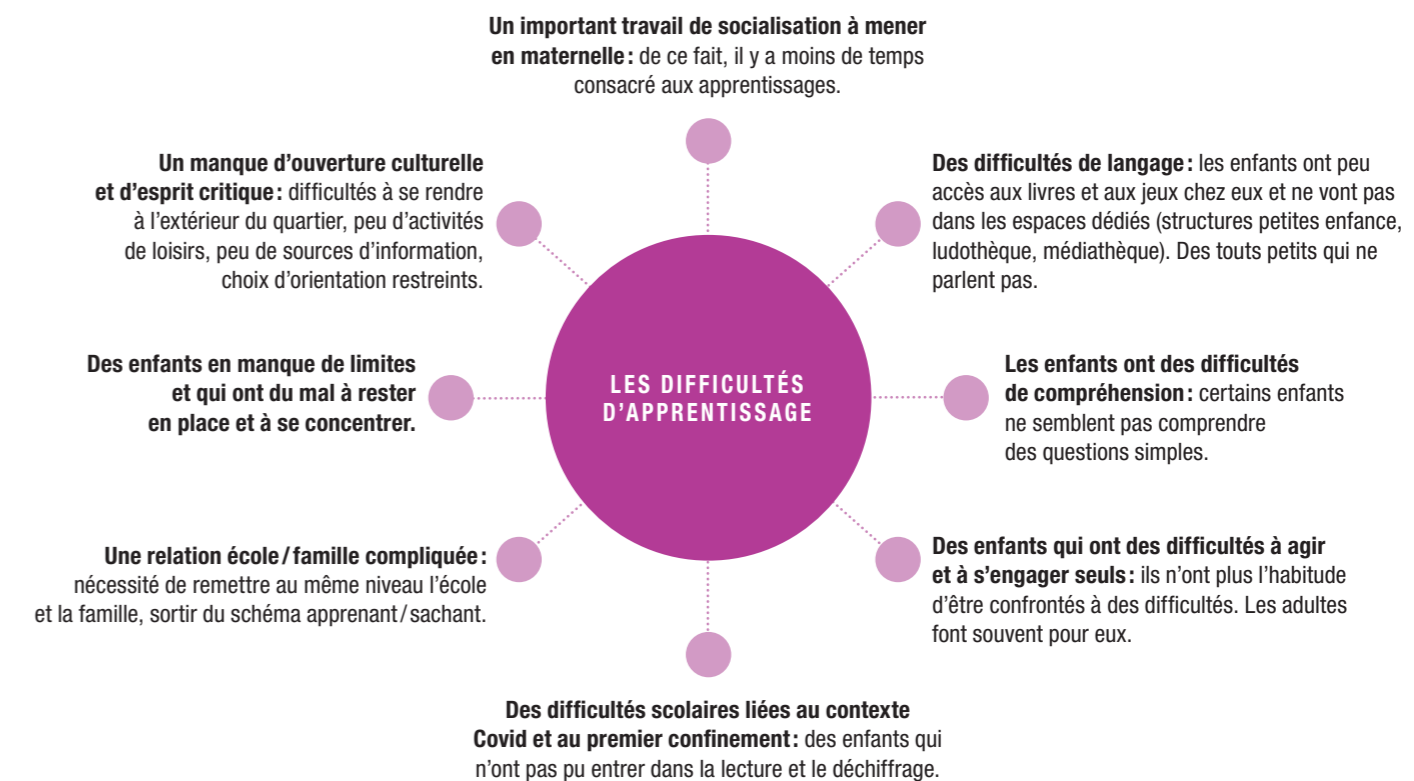 Un important travail de socialisation à mener
en maternelle : de ce fait, il y a moins de temps
consacré aux apprentissages.
Un manque d'ouverture culturelle
et d'esprit critique : difficultés à se rendre
à l'extérieur du quartier, peu d'activités
de loisirs, peu de sources d'information,
choix d'orientation restreints.
Des difficultés de langage : les enfants ont peu
accès aux livres et aux jeux chez eux et ne vont pas
dans les espaces dédiés (structures petites enfance,
ludothèque, médiathèque). Des touts petits qui ne
parlent pas.
Des enfants en manque de limites
et qui ont du mal à rester
en place et à se concentrer.
LES DIFFICULTÉS
D'APPRENTISSAGE
Les enfants ont des difficultés
de compréhension : certains enfants
ne semblent pas comprendre
des questions simples.
Une relation école / famille compliquée :
nécessité de remettre au même niveau l'école
et la famille, sortir du schéma apprenant / sachant.
Des enfants qui ont des difficultés à agir
et à s'engager seuls : ils n'ont plus l'habitude
d'être confrontés à des difficultés. Les adultes
font souvent pour eux.
Des difficultés scolaires liées au contexte
Covid et au premier confinement : des enfants qui
n'ont pas pu entrer dans la lecture et le déchiffrage.